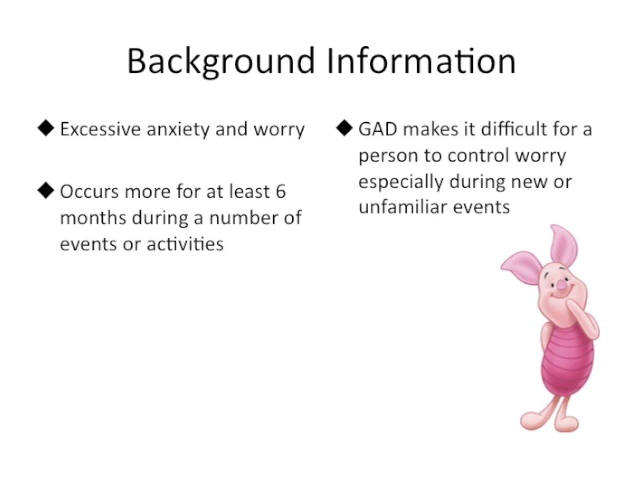 Background Information
◆ Excessive anxiety and worry
◆ Occurs more for at least 6
months during a number of
events or activities
◆ GAD makes it difficult for a
person to control worry
especially during new or
unfamiliar events